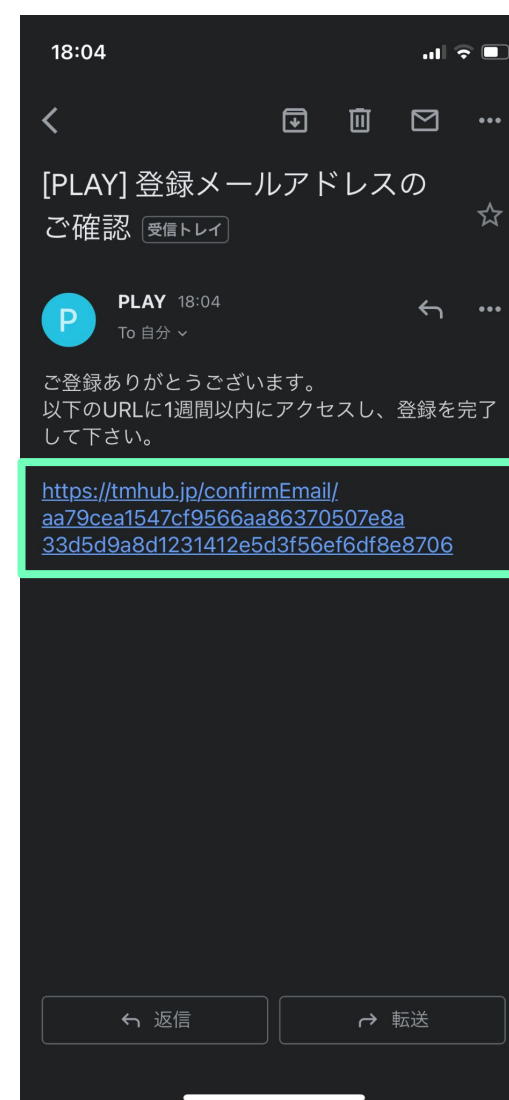 18:04
[PLAY] 登録メールアドレスの
ご確認 受信トレイ
P
PLAY 18:04
To 自分
ご登録ありがとうございます。
以下のURLに1週間以内にアクセスし、登録を完了
して下さい。
https://tmhub.jp/confirmEmail/
aa79cea1547cf9566aa86370507e8a
33d5d9a8d1231412e5d3f56ef6df8e8706
返信
転送